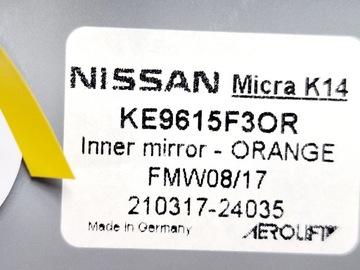 NISSAN Micra K14
KE9615F3OR
Inner mirror - ORANGE
FMW08/17
210317-24035
Made in Germany AEROLIFT